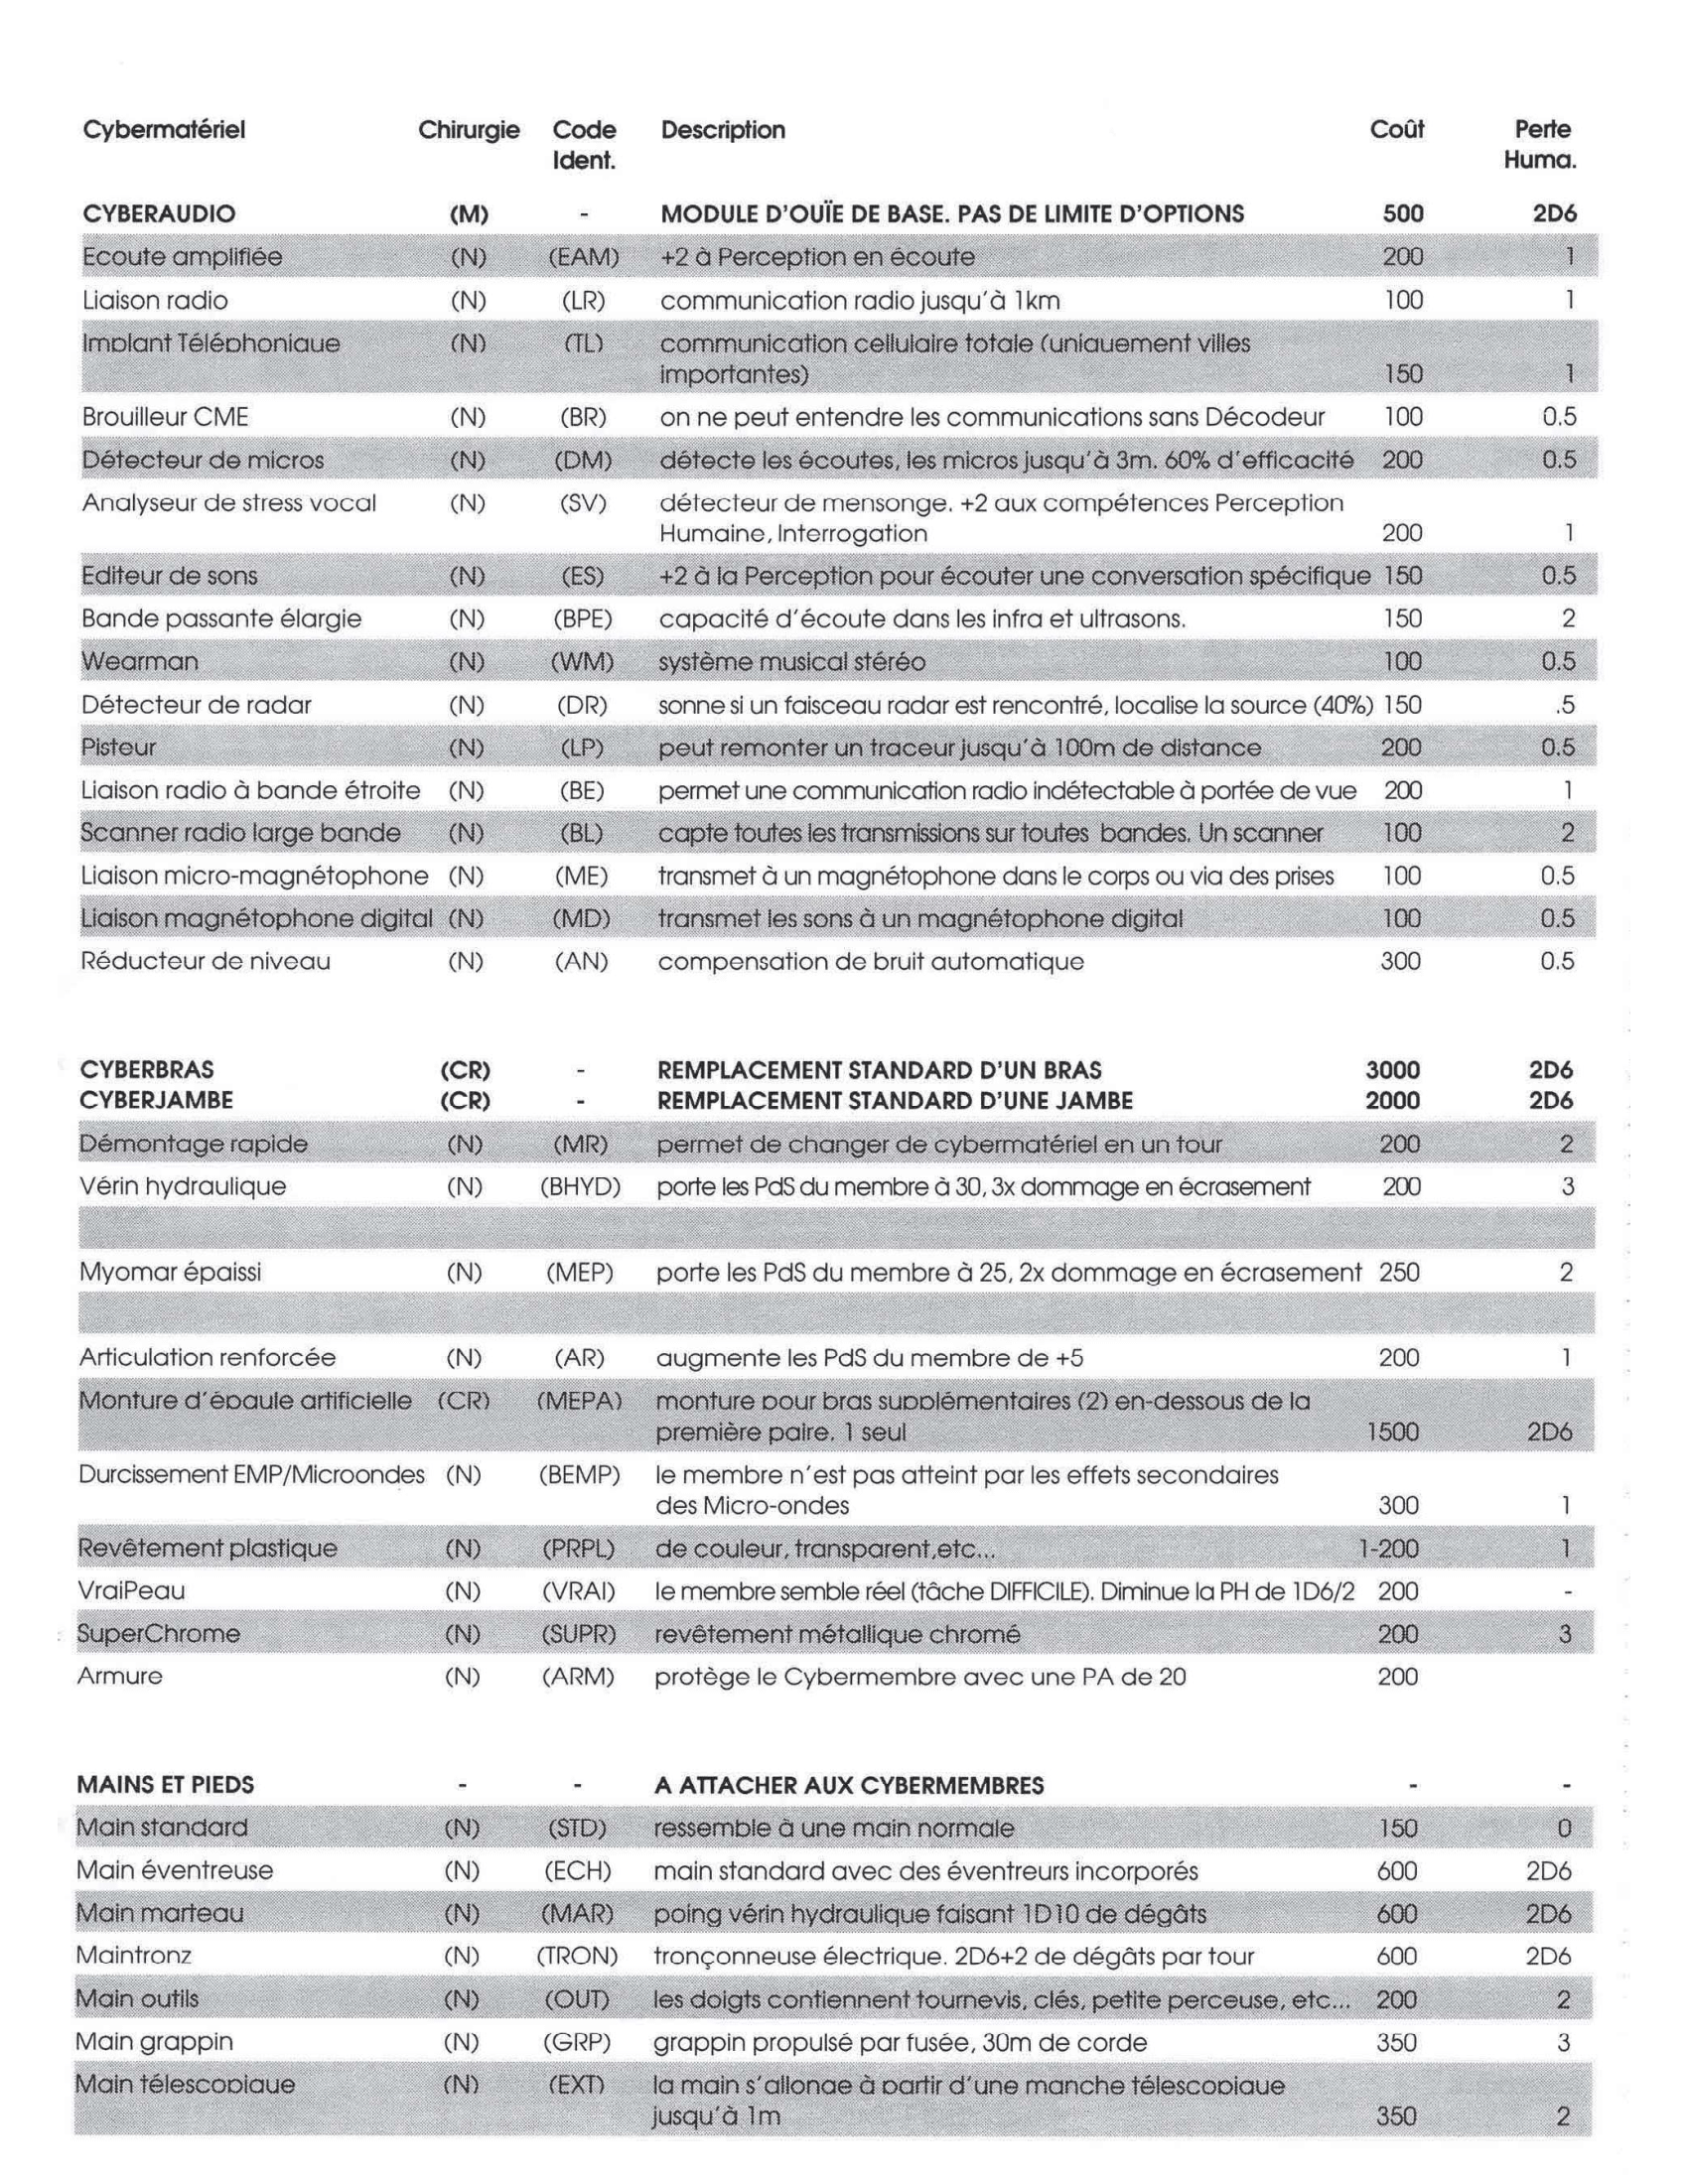 Cybermatériel Chirurgie Code Description Coût Perte
Ident. Huma.
CYBERAUDIO (M) - MODULE D'OUÏE DE BASE. PAS DE LIMITE D'OPTIONS 500 2D6
Ecoute amplifiée (N) (EAM) +2 à Perception en écoute 200 1
Liaison radio (N) (LR) communication radio jusqu'à 1km 100 1
Implant Téléphonique (N) (TL) communication cellulaire totale (uniquement villes
importantes) 150 1
Brouilleur CME (N) (BR) on ne peut entendre les communications sans Décodeur 100 0.5
Détecteur de micros (N) (DM) détecte les écoutes, les micros jusqu'à 3m. 60% d'efficacité 200 0.5
Analyseur de stress vocal (N) (SV) détecteur de mensonge. +2 aux compétences Perception
Humaine, Interrogation 200 1
Editeur de sons (N) (ES) +2 à la Perception pour écouter une conversation spécifique 150 0.5
Bande passante élargie (N) (BPE) capacité d'écoute dans les infra et ultrasons. 150 2
Wearman (N) (WM) système musical stéréo 100 0.5
Détecteur de radar (N) (DR) sonne si un faisceau radar est rencontré, localise la source (40%) 150 .5
Pisteur (N) (LP) peut remonter un traceur jusqu'à 100m de distance 200 0.5
Liaison radio à bande étroite (N) (BE) permet une communication radio indétectable à portée de vue 200 1
Scanner radio large bande (N) (BL) capte toutes les transmissions sur toutes bandes. Un scanner 100 2
Liaison micro-magnétophone (N) (ME) transmet à un magnétophone dans le corps ou via des prises 100 0.5
Liaison magnétophone digital (N) (MD) transmet les sons à un magnétophone digital 100 0.5
Réducteur de niveau (N) (AN) compensation de bruit automatique 300 0.5
CYBERBRAS (CR) - REMPLACEMENT STANDARD D'UN BRAS 3000 2D6
CYBERJAMBE (CR) - REMPLACEMENT STANDARD D'UNE JAMBE 2000 2D6
Démontage rapide (N) (MR) permet de changer de cybermatériel en un tour 200 2
Vérin hydraulique (N) (BHYD) porte les PdS du membre à 30, 3x dommage en écrasement 200 3
Myomar épaissi (N) (MEP) porte les PdS du membre à 25, 2x dommage en écrasement 250 2
Articulation renforcée (N) (AR) augmente les PdS du membre de +5 200 1
Monture d'épaule artificielle (CR) (MEPA) monture pour bras supplémentaires (2) en-dessous de la
première paire. 1 seul 1500 2D6
Durcissement EMP/Microondes (N) (BEMP) le membre n'est pas atteint par les effets secondaires
des Micro-ondes 300 1
Revêtement plastique (N) (PRPL) de couleur, transparent,etc... 1-200 1
VraiPeau (N) (VRAI) le membre semble réel (tâche DIFFICILE). Diminue la PH de 1D6/2 200 -
SuperChrome (N) (SUPR) revêtement métallique chromé 200 3
Armure (N) (ARM) protège le Cybermembre avec une PA de 20 200
MAINS ET PIEDS - - A ATTACHER AUX CYBERMEMBRES - -
Main standard (N) (STD) ressemble à une main normale 150 0
Main éventreuse (N) (ECH) main standard avec des éventreurs incorporés 600 2D6
Main marteau (N) (MAR) poing vérin hydraulique faisant 1D10 de dégâts 600 2D6
Maintronz (N) (TRON) tronçonneuse électrique. 2D6+2 de dégâts par tour 600 2D6
Main outils (N) (OUT) les doigts contiennent tournevis, clés, petite perceuse, etc... 200 2
Main grappin (N) (GRP) grappin propulsé par fusée, 30m de corde 350 3
Main télescopique (N) (EXT) la main s'allonge à partir d'une manche télescopique
jusqu'à 1m 350 2